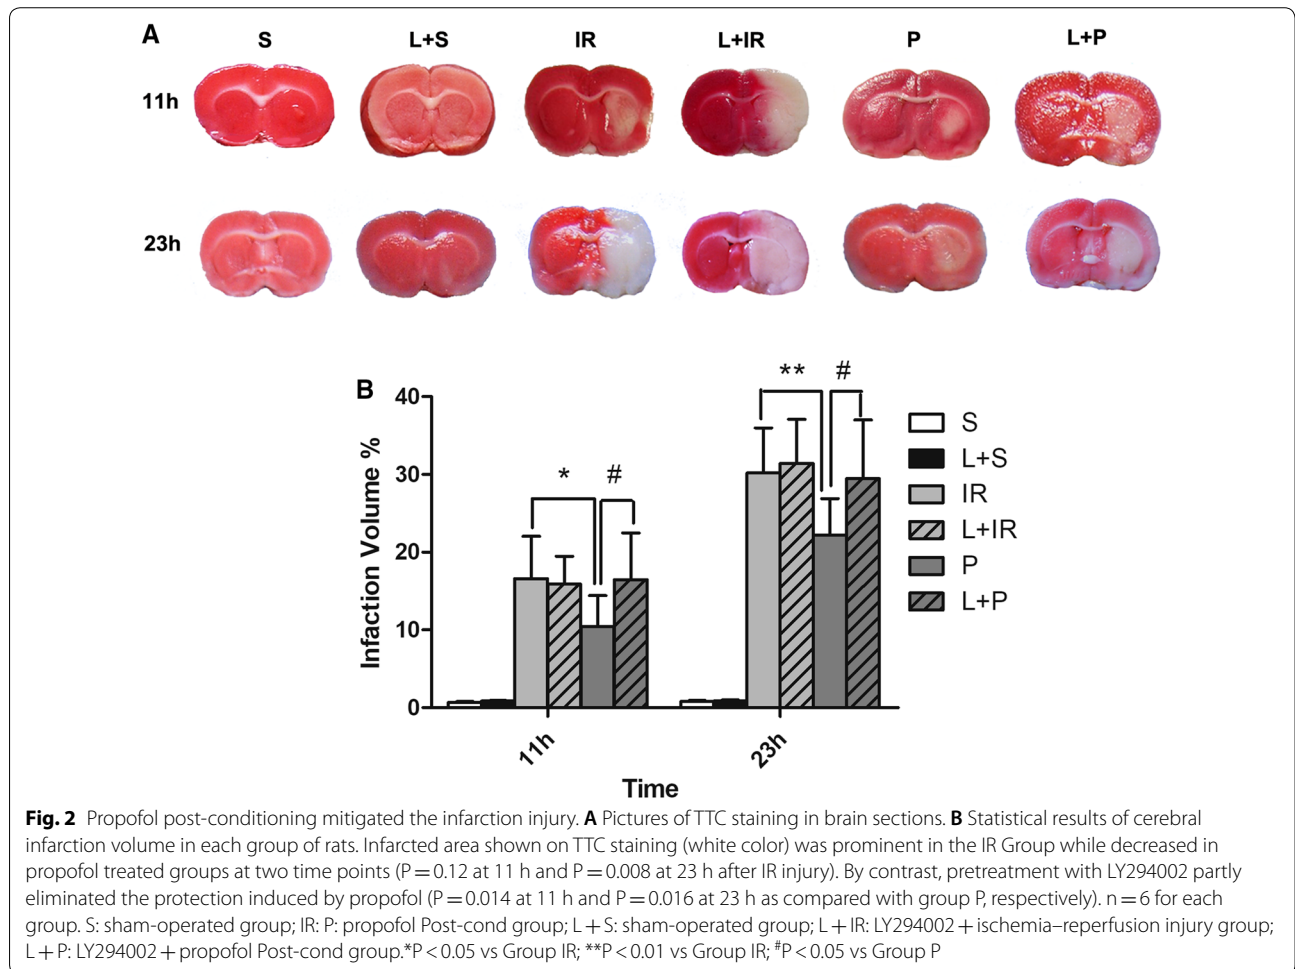 A
S L+S IR L+IR P L+P
11h
23h
B
Infaction Volume %
40
30
20
10
0
* #
** #
S
L+S
IR
L+IR
P
L+P
11h 23h
Time
Fig. 2 Propofol post-conditioning mitigated the infarction injury. A Pictures of TTC staining in brain sections. B Statistical results of cerebral
infarction volume in each group of rats. Infarcted area shown on TTC staining (white color) was prominent in the IR Group while decreased in
propofol treated groups at two time points (P = 0.12 at 11 h and P = 0.008 at 23 h after IR injury). By contrast, pretreatment with LY294002 partly
eliminated the protection induced by propofol (P = 0.014 at 11 h and P = 0.016 at 23 h as compared with group P, respectively). n = 6 for each
group. S: sham-operated group; IR: P: propofol Post-cond group; L + S: sham-operated group; L + IR: LY294002 + ischemia–reperfusion injury group;
L + P: LY294002 + propofol Post-cond group.*P < 0.05 vs Group IR; **P < 0.01 vs Group IR; #P < 0.05 vs Group P